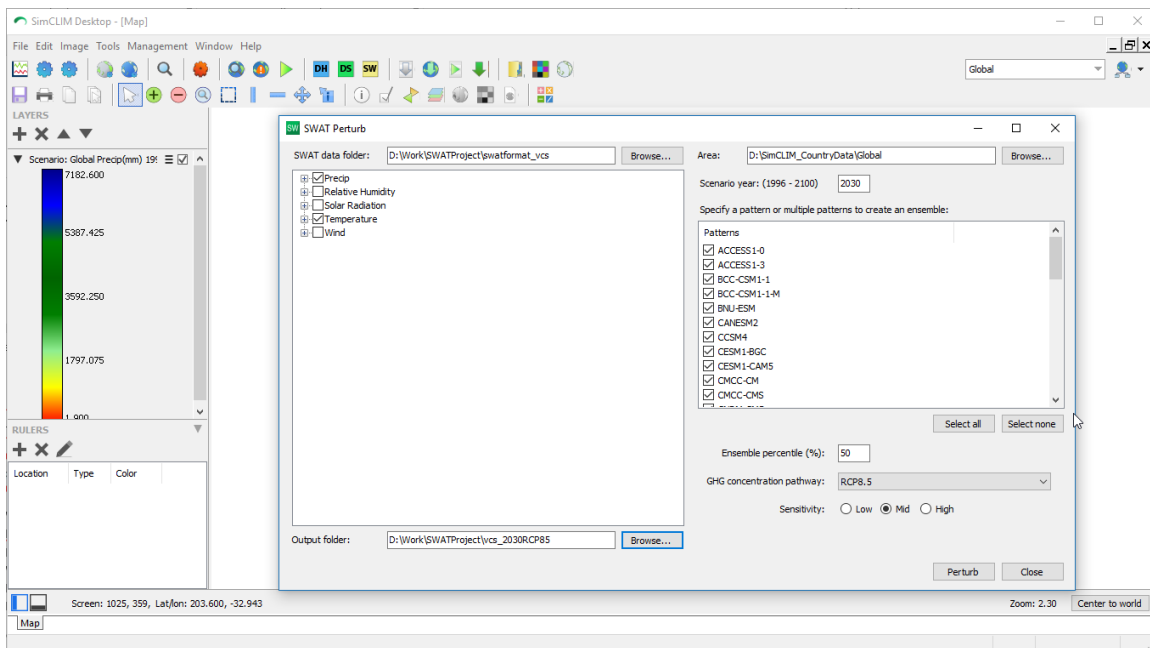 SimCLIM Desktop - [Map]
File Edit Image Tools Management Window Help
DH DS SW
Global
LAYERS
Scenario: Global Precip(mm) 199
7182.600
5387.425
3592.250
1797.075
1.900
RULERS
Location Type Color
SW SWAT Perturb
SWAT data folder: D:\Work\SWATProject\swatformat_vcs Browse...
Precip
Relative Humidity
Solar Radiation
Temperature
Wind
Output folder: D:\Work\SWATProject\vcs_2030RCP85 Browse...
Area: D:\SimCLIM_CountryData\Global Browse...
Scenario year: (1996 - 2100) 2030
Specify a pattern or multiple patterns to create an ensemble:
Patterns
ACCESS1-0
ACCESS1-3
BCC-CSM1-1
BCC-CSM1-1-M
BNU-ESM
CANESM2
CCSM4
CESM1-BGC
CESM1-CAM5
CMCC-CM
CMCC-CMS
Select all Select none
Ensemble percentile (%): 50
GHG concentration pathway: RCP8.5
Sensitivity: Low Mid High
Perturb Close
Screen: 1025, 359, Lat/lon: 203.600, -32.943
Zoom: 2.30 Center to world
Map